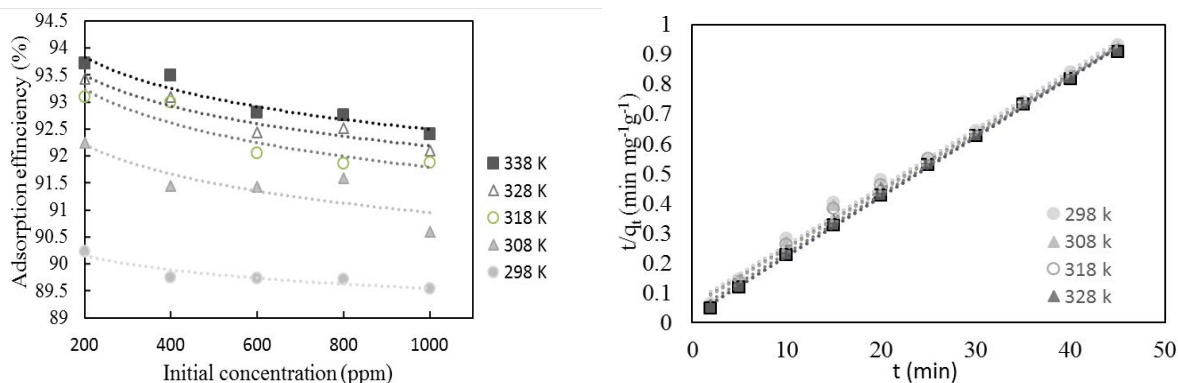 Adsorption effinciency (%)
94.5
94
93.5
93
92.5
92
91.5
91
90.5
90
89.5
89
200 400 600 800 1000
Initial concentration (ppm)
338 K
328 K
318 K
308 K
298 K
t/qt (min mg-1g-1)
1
0.9
0.8
0.7
0.6
0.5
0.4
0.3
0.2
0.1
0
0 10 20 30 40 50
t (min)
298 k
308 k
318 k
328 k